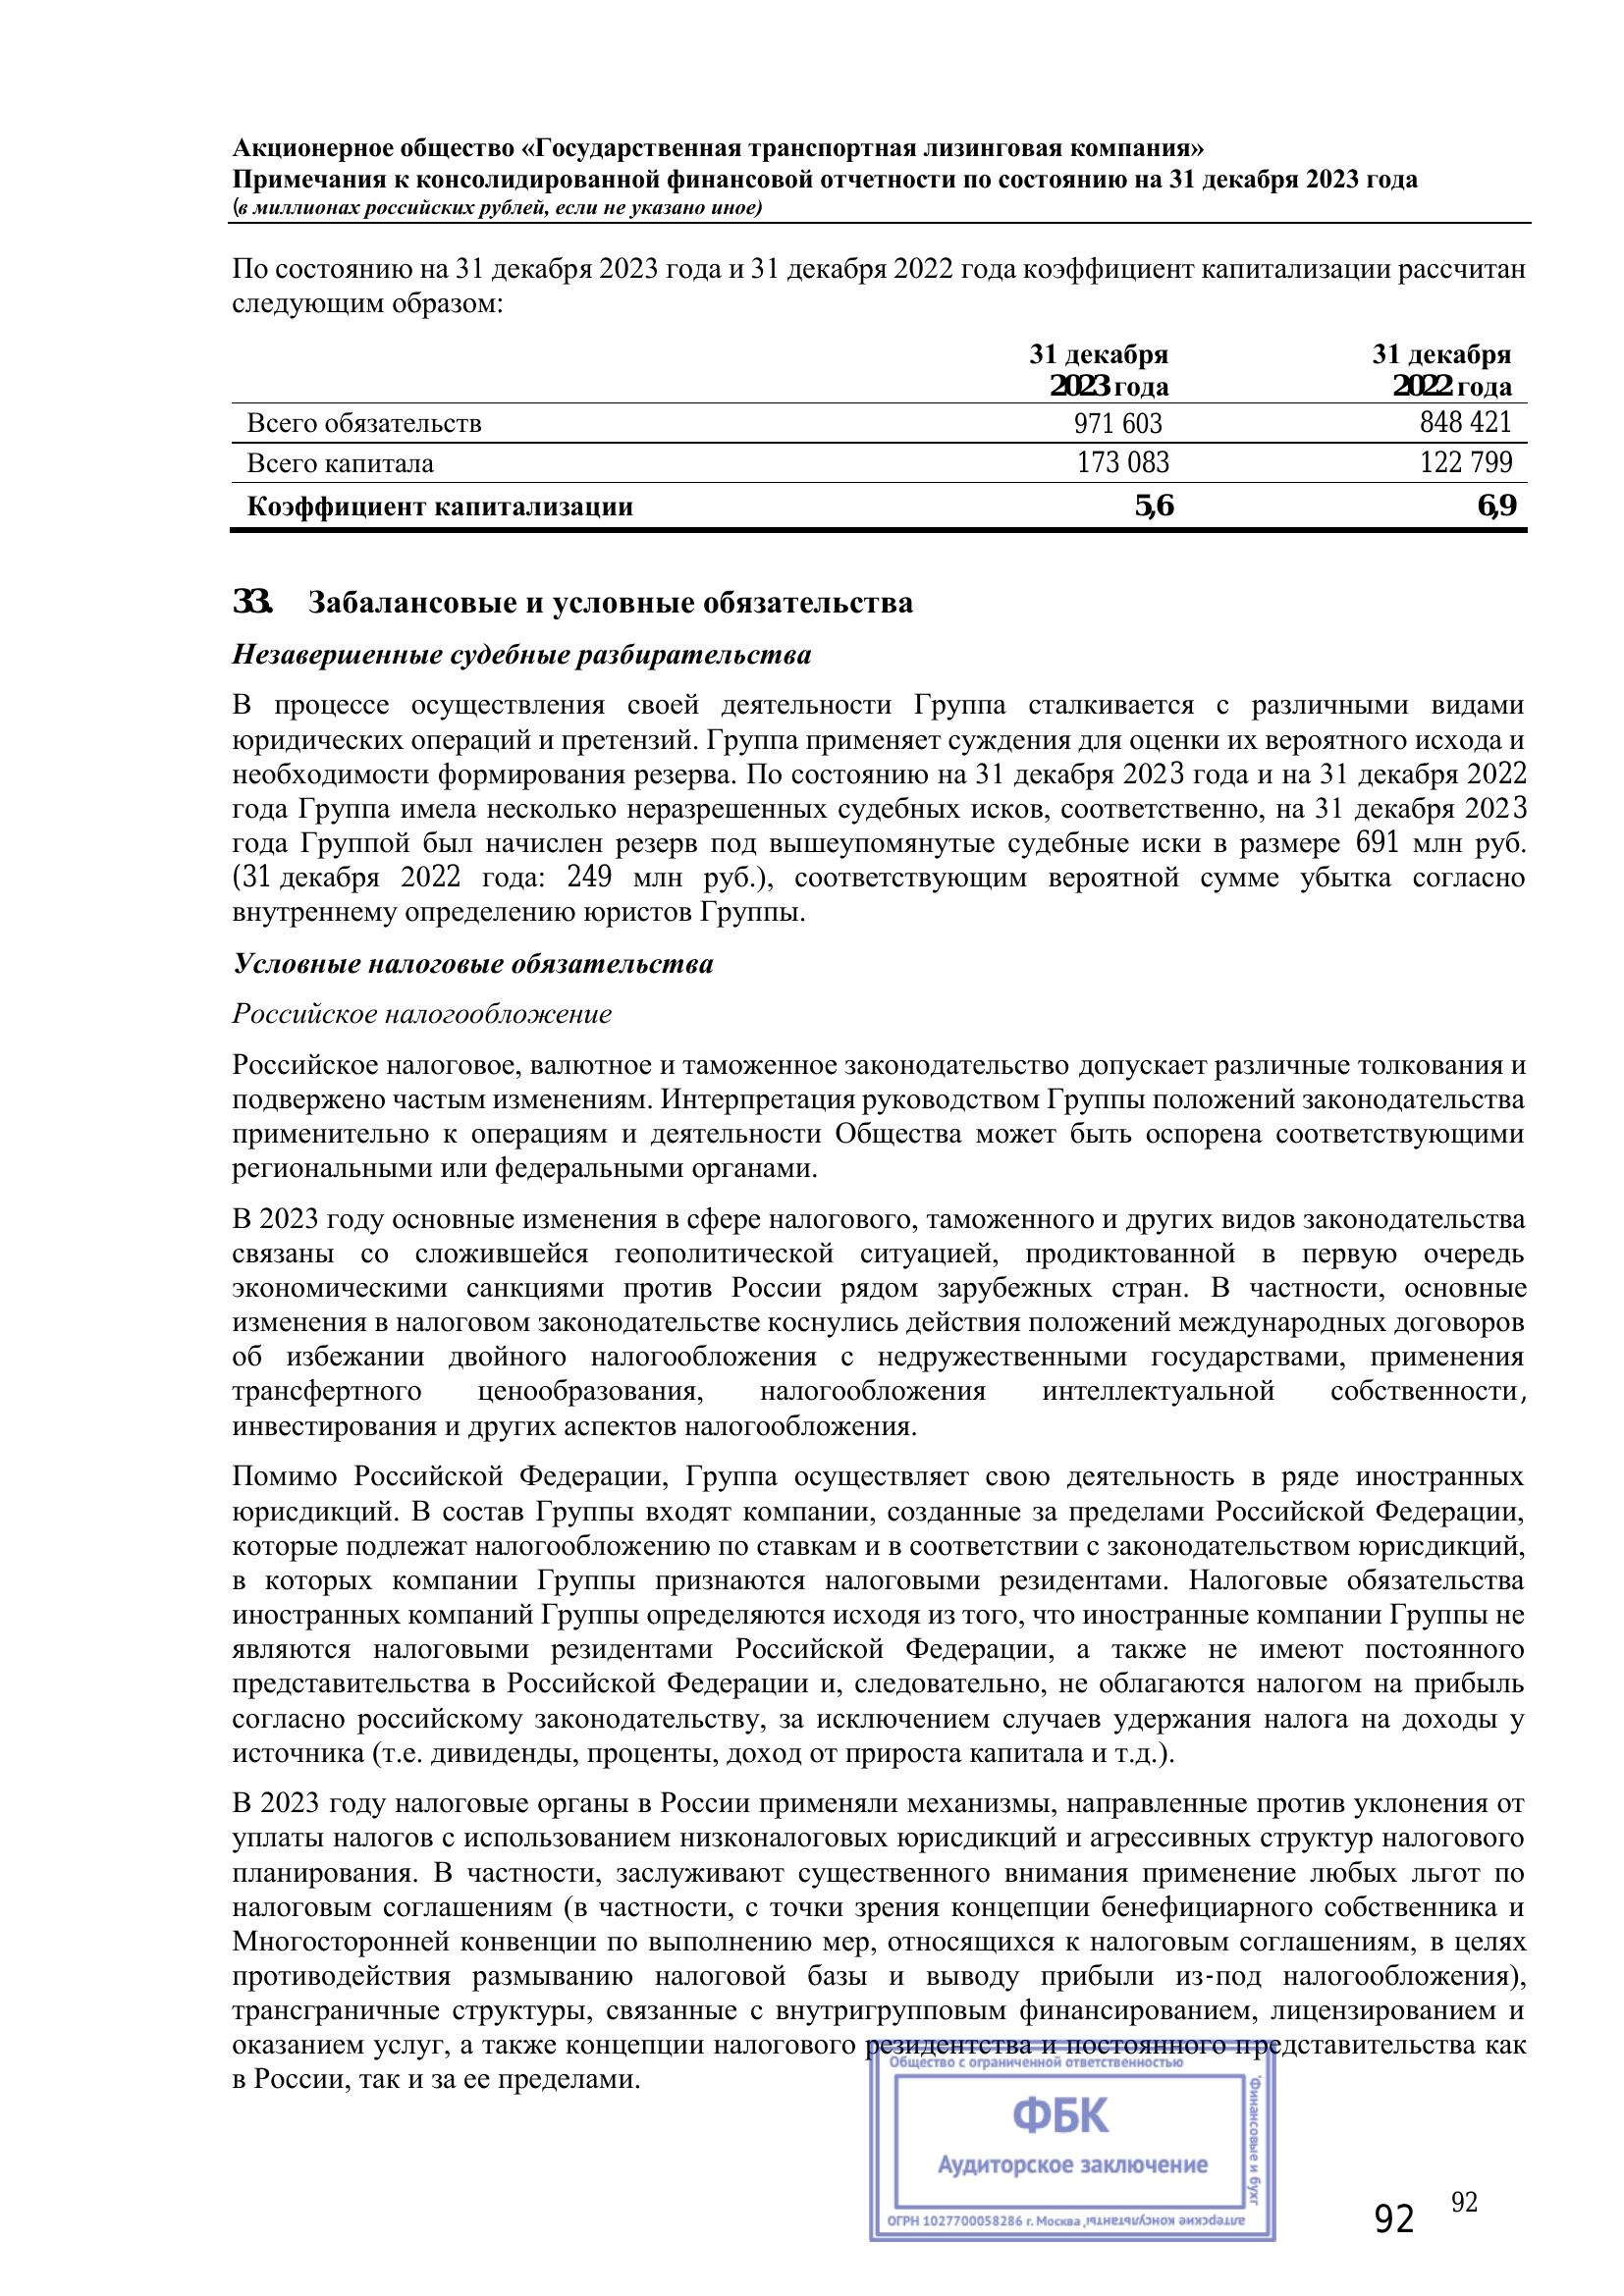 Акционерное общество «Государственная транспортная лизинговая компания»
Примечания к консолидированной финансовой отчетности по состоянию на 31 декабря 2023 года
(в миллионах российских рублей, если не указано иное)
По состоянию на 31 декабря 2023 года и 31 декабря 2022 года коэффициент капитализации рассчитан
следующим образом:
31 декабря 2023 года 31 декабря 2022 года
Всего обязательств 971 603 848 421
Всего капитала 173 083 122 799
Коэффициент капитализации 5,6 6,9
33. Забалансовые и условные обязательства
Незавершенные судебные разбирательства
В процессе осуществления своей деятельности Группа сталкивается с различными видами
юридических операций и претензий. Группа применяет суждения для оценки их вероятного исхода и
необходимости формирования резерва. По состоянию на 31 декабря 2023 года и на 31 декабря 2022
года Группа имела несколько неразрешенных судебных исков, соответственно, на 31 декабря 2023
года Группой был начислен резерв под вышеупомянутые судебные иски в размере 691 млн руб.
(31 декабря 2022 года: 249 млн руб.), соответствующим вероятной сумме убытка согласно
внутреннему определению юристов Группы.
Условные налоговые обязательства
Российское налогообложение
Российское налоговое, валютное и таможенное законодательство допускает различные толкования и
подвержено частым изменениям. Интерпретация руководством Группы положений законодательства
применительно к операциям и деятельности Общества может быть оспорена соответствующими
региональными или федеральными органами.
В 2023 году основные изменения в сфере налогового, таможенного и других видов законодательства
связаны со сложившейся геополитической ситуацией, продиктованной в первую очередь
экономическими санкциями против России рядом зарубежных стран. В частности, основные
изменения в налоговом законодательстве коснулись действия положений международных договоров
об избежании двойного налогообложения с недружественными государствами, применения
трансфертного ценообразования, налогообложения интеллектуальной собственности,
инвестирования и других аспектов налогообложения.
Помимо Российской Федерации, Группа осуществляет свою деятельность в ряде иностранных
юрисдикций. В состав Группы входят компании, созданные за пределами Российской Федерации,
которые подлежат налогообложению по ставкам и в соответствии с законодательством юрисдикций,
в которых компании Группы признаются налоговыми резидентами. Налоговые обязательства
иностранных компаний Группы определяются исходя из того, что иностранные компании Группы не
являются налоговыми резидентами Российской Федерации, а также не имеют постоянного
представительства в Российской Федерации и, следовательно, не облагаются налогом на прибыль
согласно российскому законодательству, за исключением случаев удержания налога на доходы у
источника (т.е. дивиденды, проценты, доход от прироста капитала и т.д.).
В 2023 году налоговые органы в России применяли механизмы, направленные против уклонения от
уплаты налогов с использованием низконалоговых юрисдикций и агрессивных структур налогового
планирования. В частности, заслуживают существенного внимания применение любых льгот по
налоговым соглашениям (в частности, с точки зрения концепции бенефициарного собственника и
Многосторонней конвенции по выполнению мер, относящихся к налоговым соглашениям, в целях
противодействия размыванию налоговой базы и выводу прибыли из-под налогообложения),
трансграничные структуры, связанные с внутригрупповым финансированием, лицензированием и
оказанием услуг, а также концепции налогового резидентства и постоянного представительства как
в России, так и за ее пределами.
Общество с ограниченной ответственностью
"Финансовые и бухг
алтерские консультанты"
ФБК
Аудиторское заключение
ОГРН 1027700058286 г. Москва
92
92